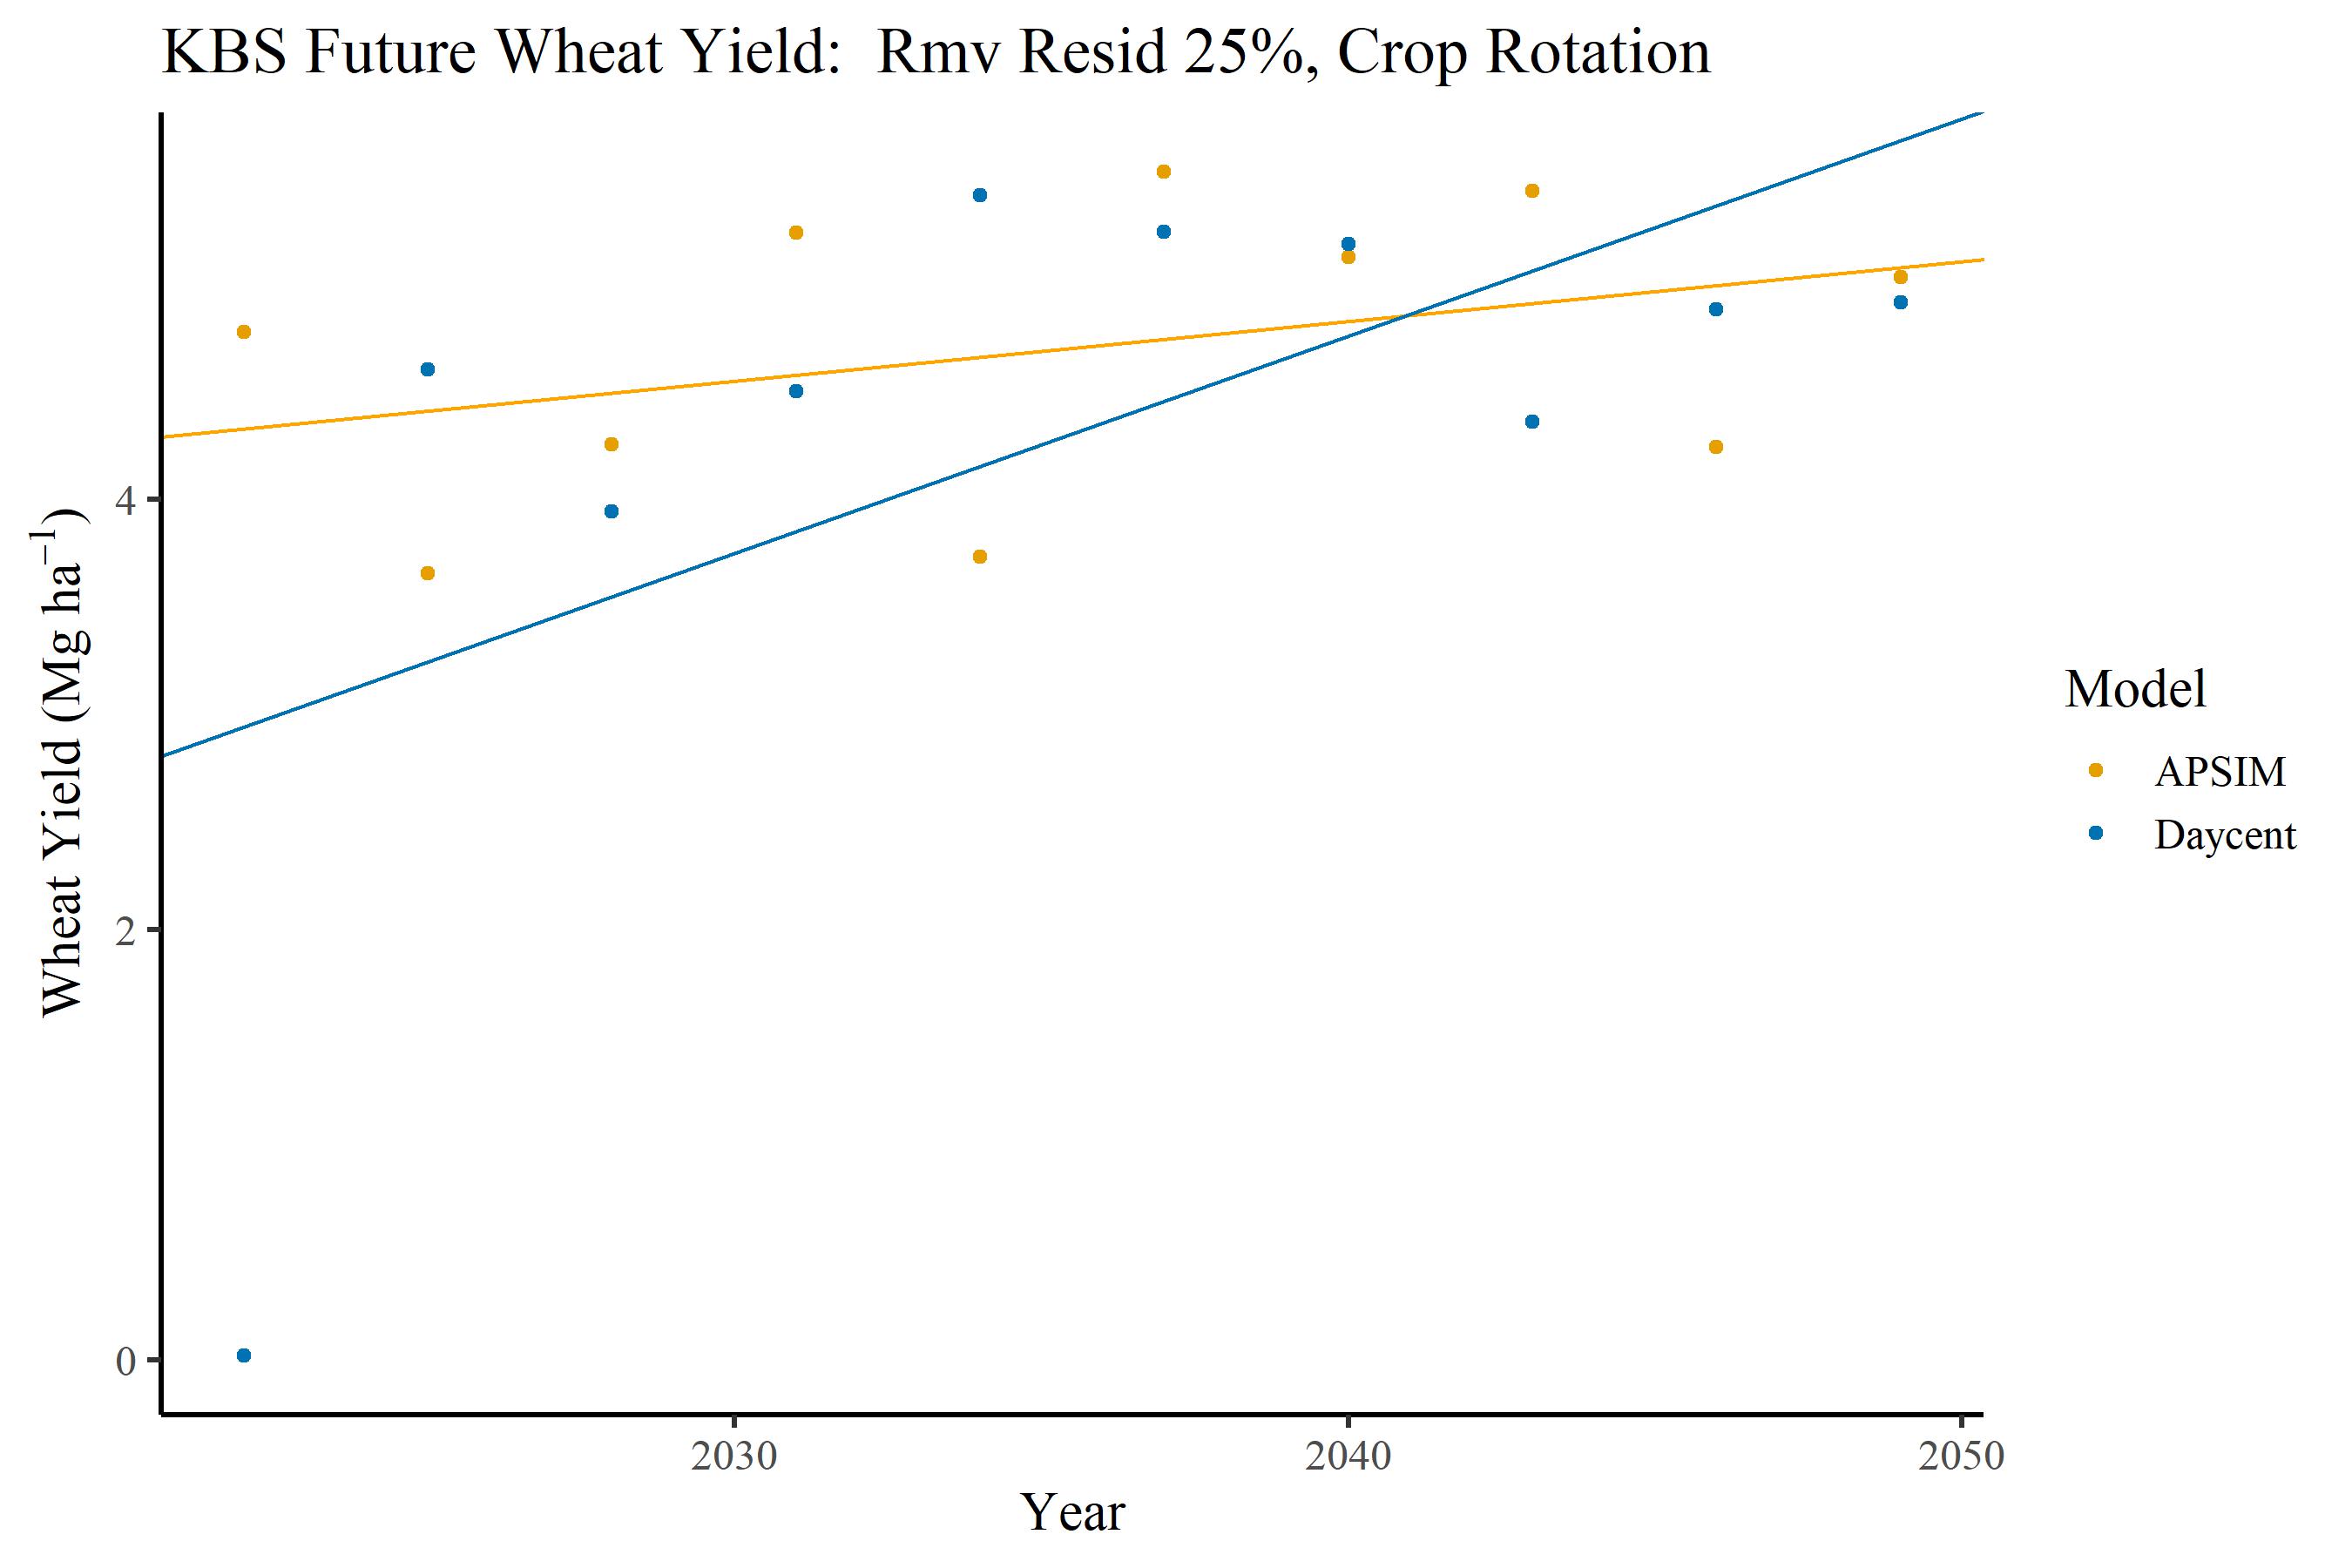 KBS Future Wheat Yield:  Rmv Resid 25%, Crop Rotation
Wheat Yield (Mg ha⁻¹)
4
2
0
2030
2040
2050
Year
Model
APSIM
Daycent